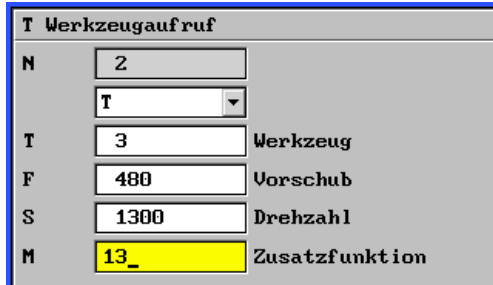 T Werkzeugaufruf
N 2
T
T 3 Werkzeug
F 480 Vorschub
S 1300 Drehzahl
M 13_ Zusatzfunktion